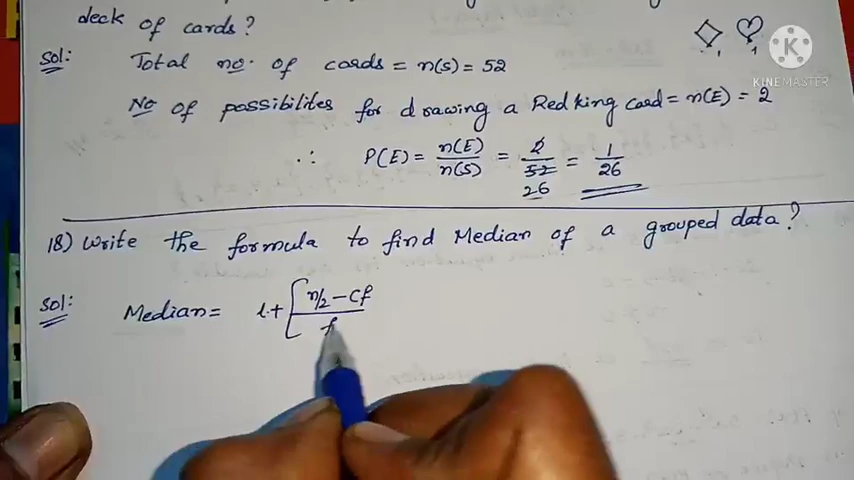 deck of cards?
Sol: Total no. of cards = n(s) = 52
No of possibilites for drawing a Red king card = n(E) = 2
∴ P(E) = n(E)/n(S) = 2/52 = 1/26
26
18) Write the formula to find Median of a grouped data?
Sol: Median = l + [n/2 - cf / f
K
KINEMASTER